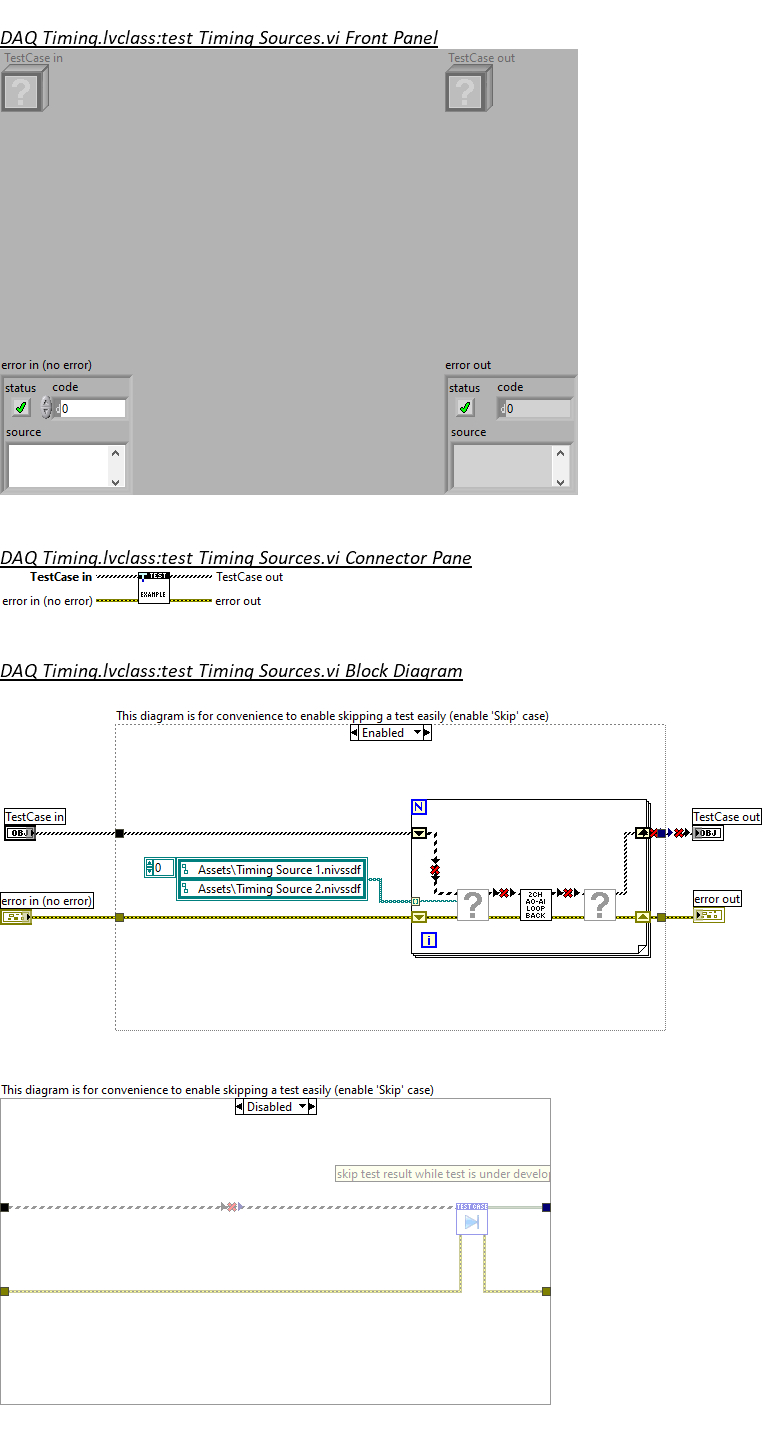 DAQ Timing.lvclass:test Timing Sources.vi Front Panel
TestCase in
TestCase out
?
?
error in (no error)
error out
status
code
status
code
d0
d0
source
source
DAQ Timing.lvclass:test Timing Sources.vi Connector Pane
TestCase in
TEST
TestCase out
error in (no error)
EXAMPLE
error out
DAQ Timing.lvclass:test Timing Sources.vi Block Diagram
This diagram is for convenience to enable skipping a test easily (enable 'Skip' case)
Enabled
N
TestCase in
TestCase out
OBJ
OBJ
0
Assets\Timing Source 1.nivssdf
Assets\Timing Source 2.nivssdf
error in (no error)
error out
?
2CH
AO-AI
LOOP
BACK
?
i
This diagram is for convenience to enable skipping a test easily (enable 'Skip' case)
Disabled
skip test result while test is under develop
TEST CASE